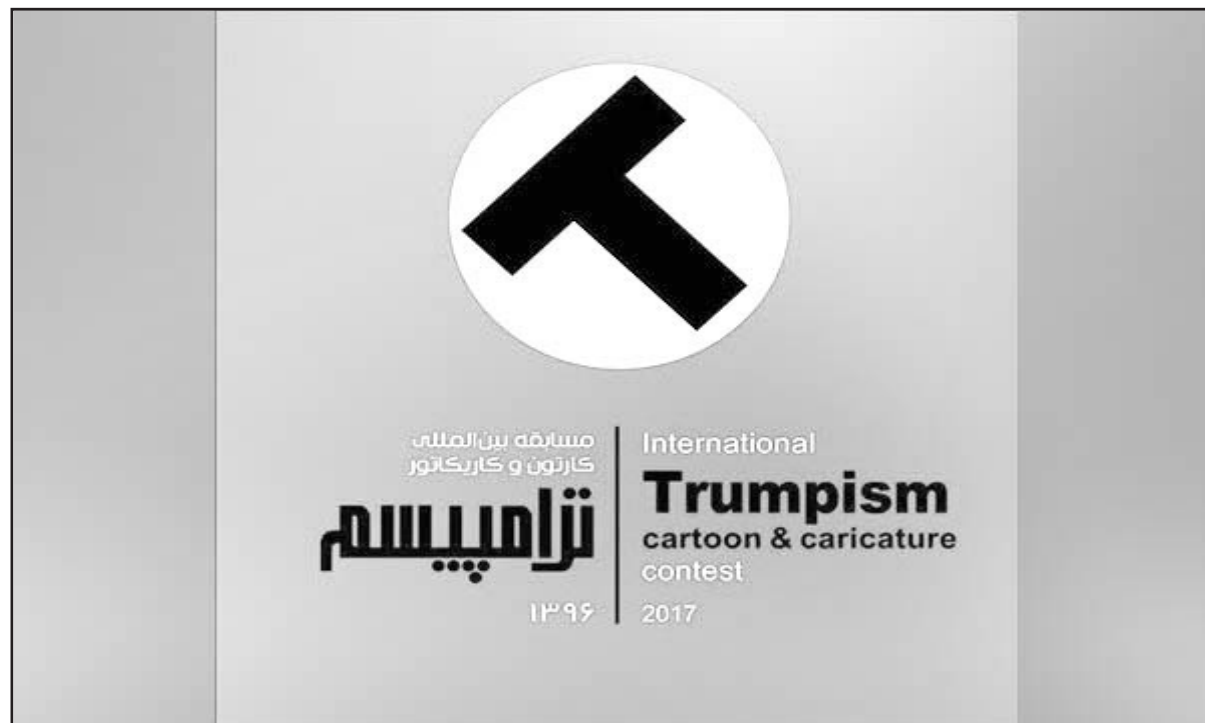 مسابقه بین‌المللی
کارتون و کاریکاتور
ترامپیسم
۱۳۹۶
International
Trumpism
cartoon & caricature
contest
2017